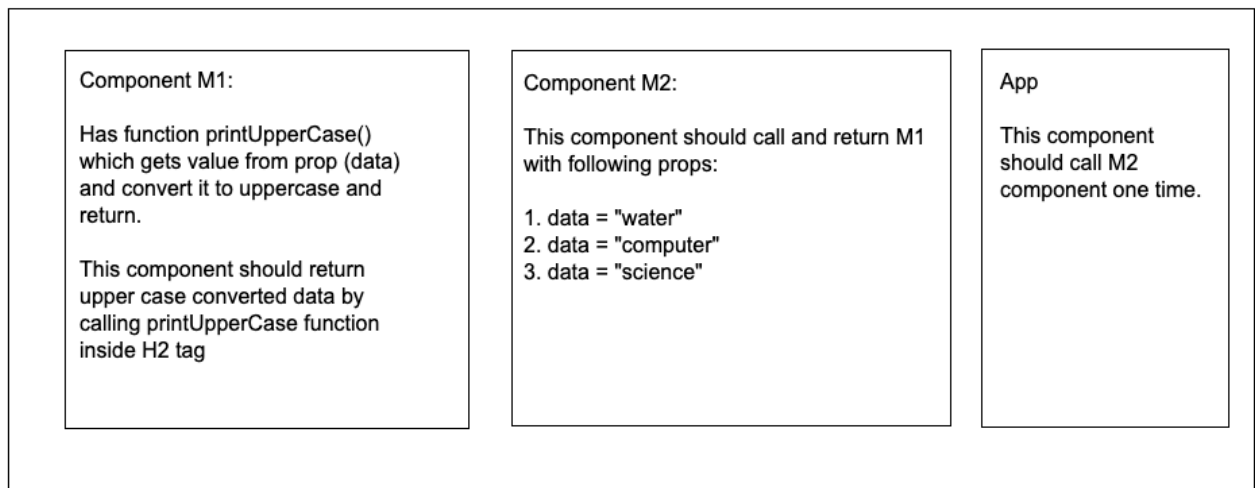 Component M1:
Has function printUpperCase()
which gets value from prop (data)
and convert it to uppercase and
return.
This component should return
upper case converted data by
calling printUpperCase function
inside H2 tag
Component M2:
This component should call and return M1
with following props:
1. data = "water"
2. data = "computer"
3. data = "science"
App
This component
should call M2
component one time.